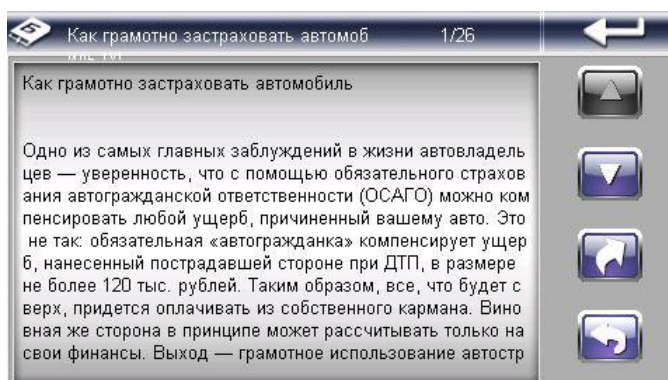 Как грамотно застраховать автомоб
1/26
Как грамотно застраховать автомобиль
Одно из самых главных заблуждений в жизни автовладель
цев — уверенность, что с помощью обязательного страхов
ания автогражданской ответственности (ОСАГО) можно ком
пенсировать любой ущерб, причиненный вашему авто. Это
не так: обязательная «автогражданка» компенсирует ущер
б, нанесенный пострадавшей стороне при ДТП, в размере
не более 120 тыс. рублей. Таким образом, все, что будет с
верх, придется оплачивать из собственного кармана. Вино
вная же сторона в принципе может рассчитывать только на
свои финансы. Выход — грамотное использование автостр